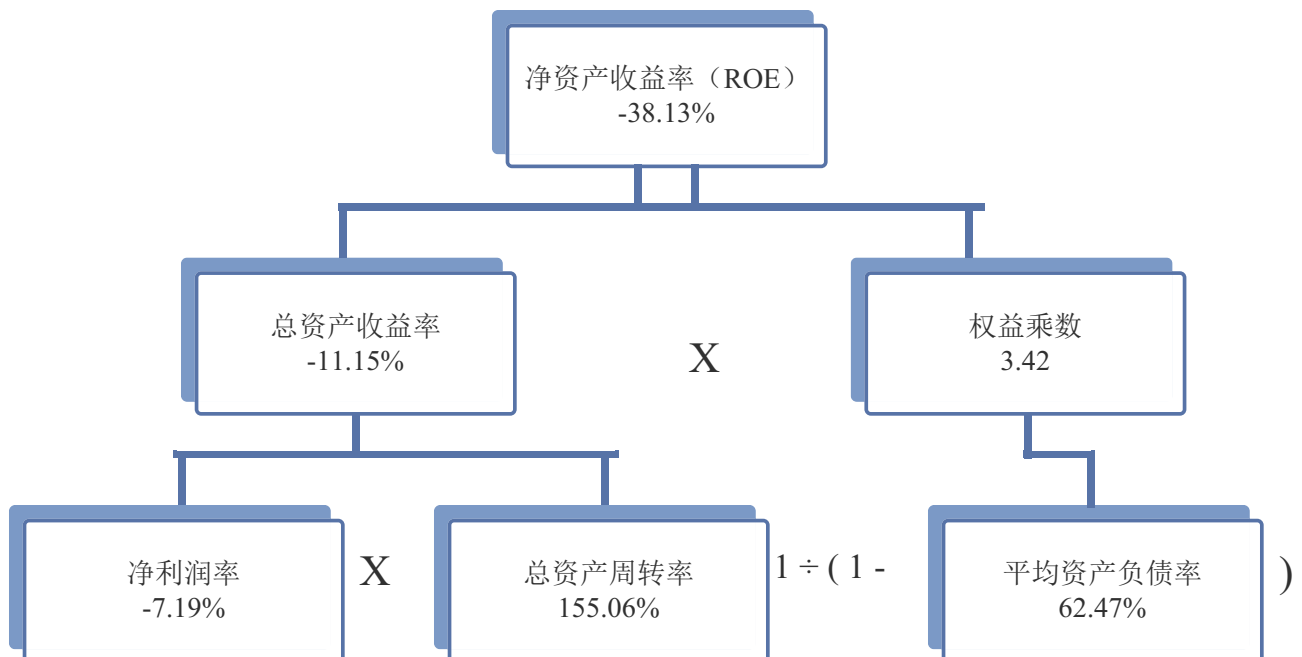 净资产收益率（ROE）
-38.13%
总资产收益率
-11.15%
X
权益乘数
3.42
净利润率
-7.19%
X
总资产周转率
155.06%
1 ÷ ( 1 -
平均资产负债率
62.47%
)